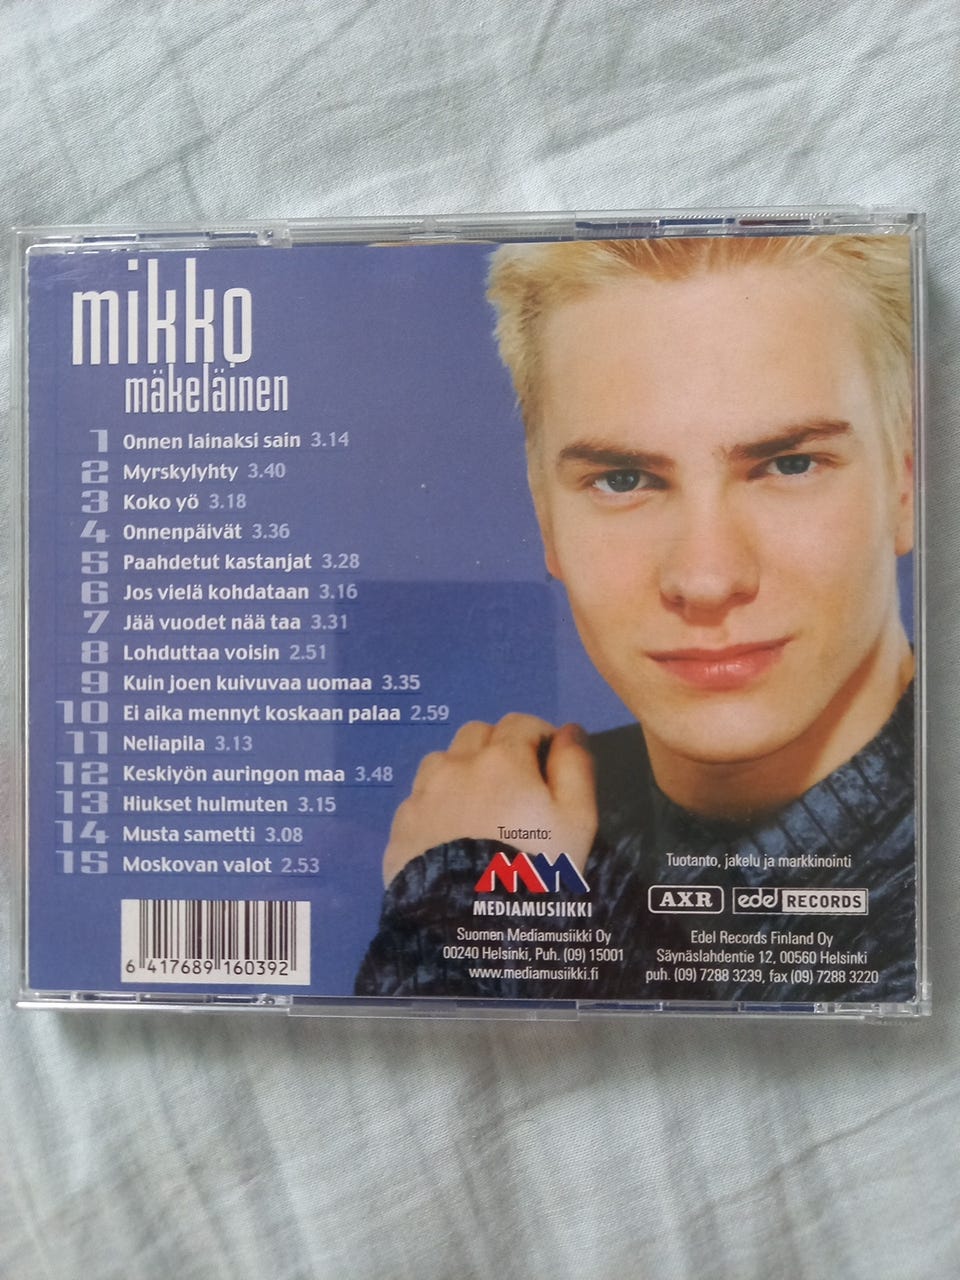 mikko
mäkeläinen
1 Onnen lainaksi sain 3.14
2 Myrskylyhty 3.40
3 Koko yö 3.18
4 Onnenpäivät 3.36
5 Paahdetut kastanjat 3.28
6 Jos vielä kohdataan 3.16
7 Jää vuodet nää taa 3.31
8 Lohduttaa voisin 2.51
9 Kuin joen kuivuvaa uomaa 3.35
10 Ei aika mennyt koskaan palaa 2.59
11 Neliapila 3.13
12 Keskiyön auringon maa 3.48
13 Hiukset hulmuten 3.15
14 Musta sametti 3.08
15 Moskovan valot 2.53
6 417689 160392
Tuotanto:
MM
MEDIAMUSIIKKI
Suomen Mediamusiikki Oy
00240 Helsinki, Puh. (09) 15001
www.mediamusiikki.fi
Tuotanto, jakelu ja markkinointi
AXR edel RECORDS
Edel Records Finland Oy
Säynäslahdentie 12, 00560 Helsinki
puh. (09) 7288 3239, fax (09) 7288 3220